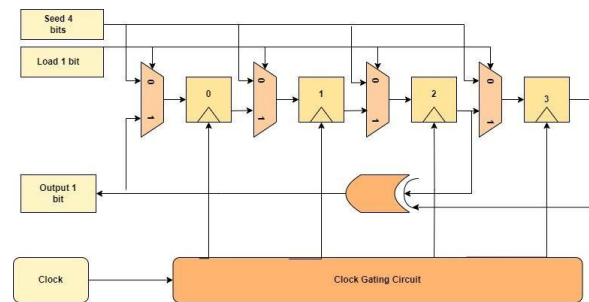 Seed 4
bits
Load 1 bit
0
1
0
0
1
1
0
1
2
0
1
3
Output 1
bit
Clock
Clock Gating Circuit